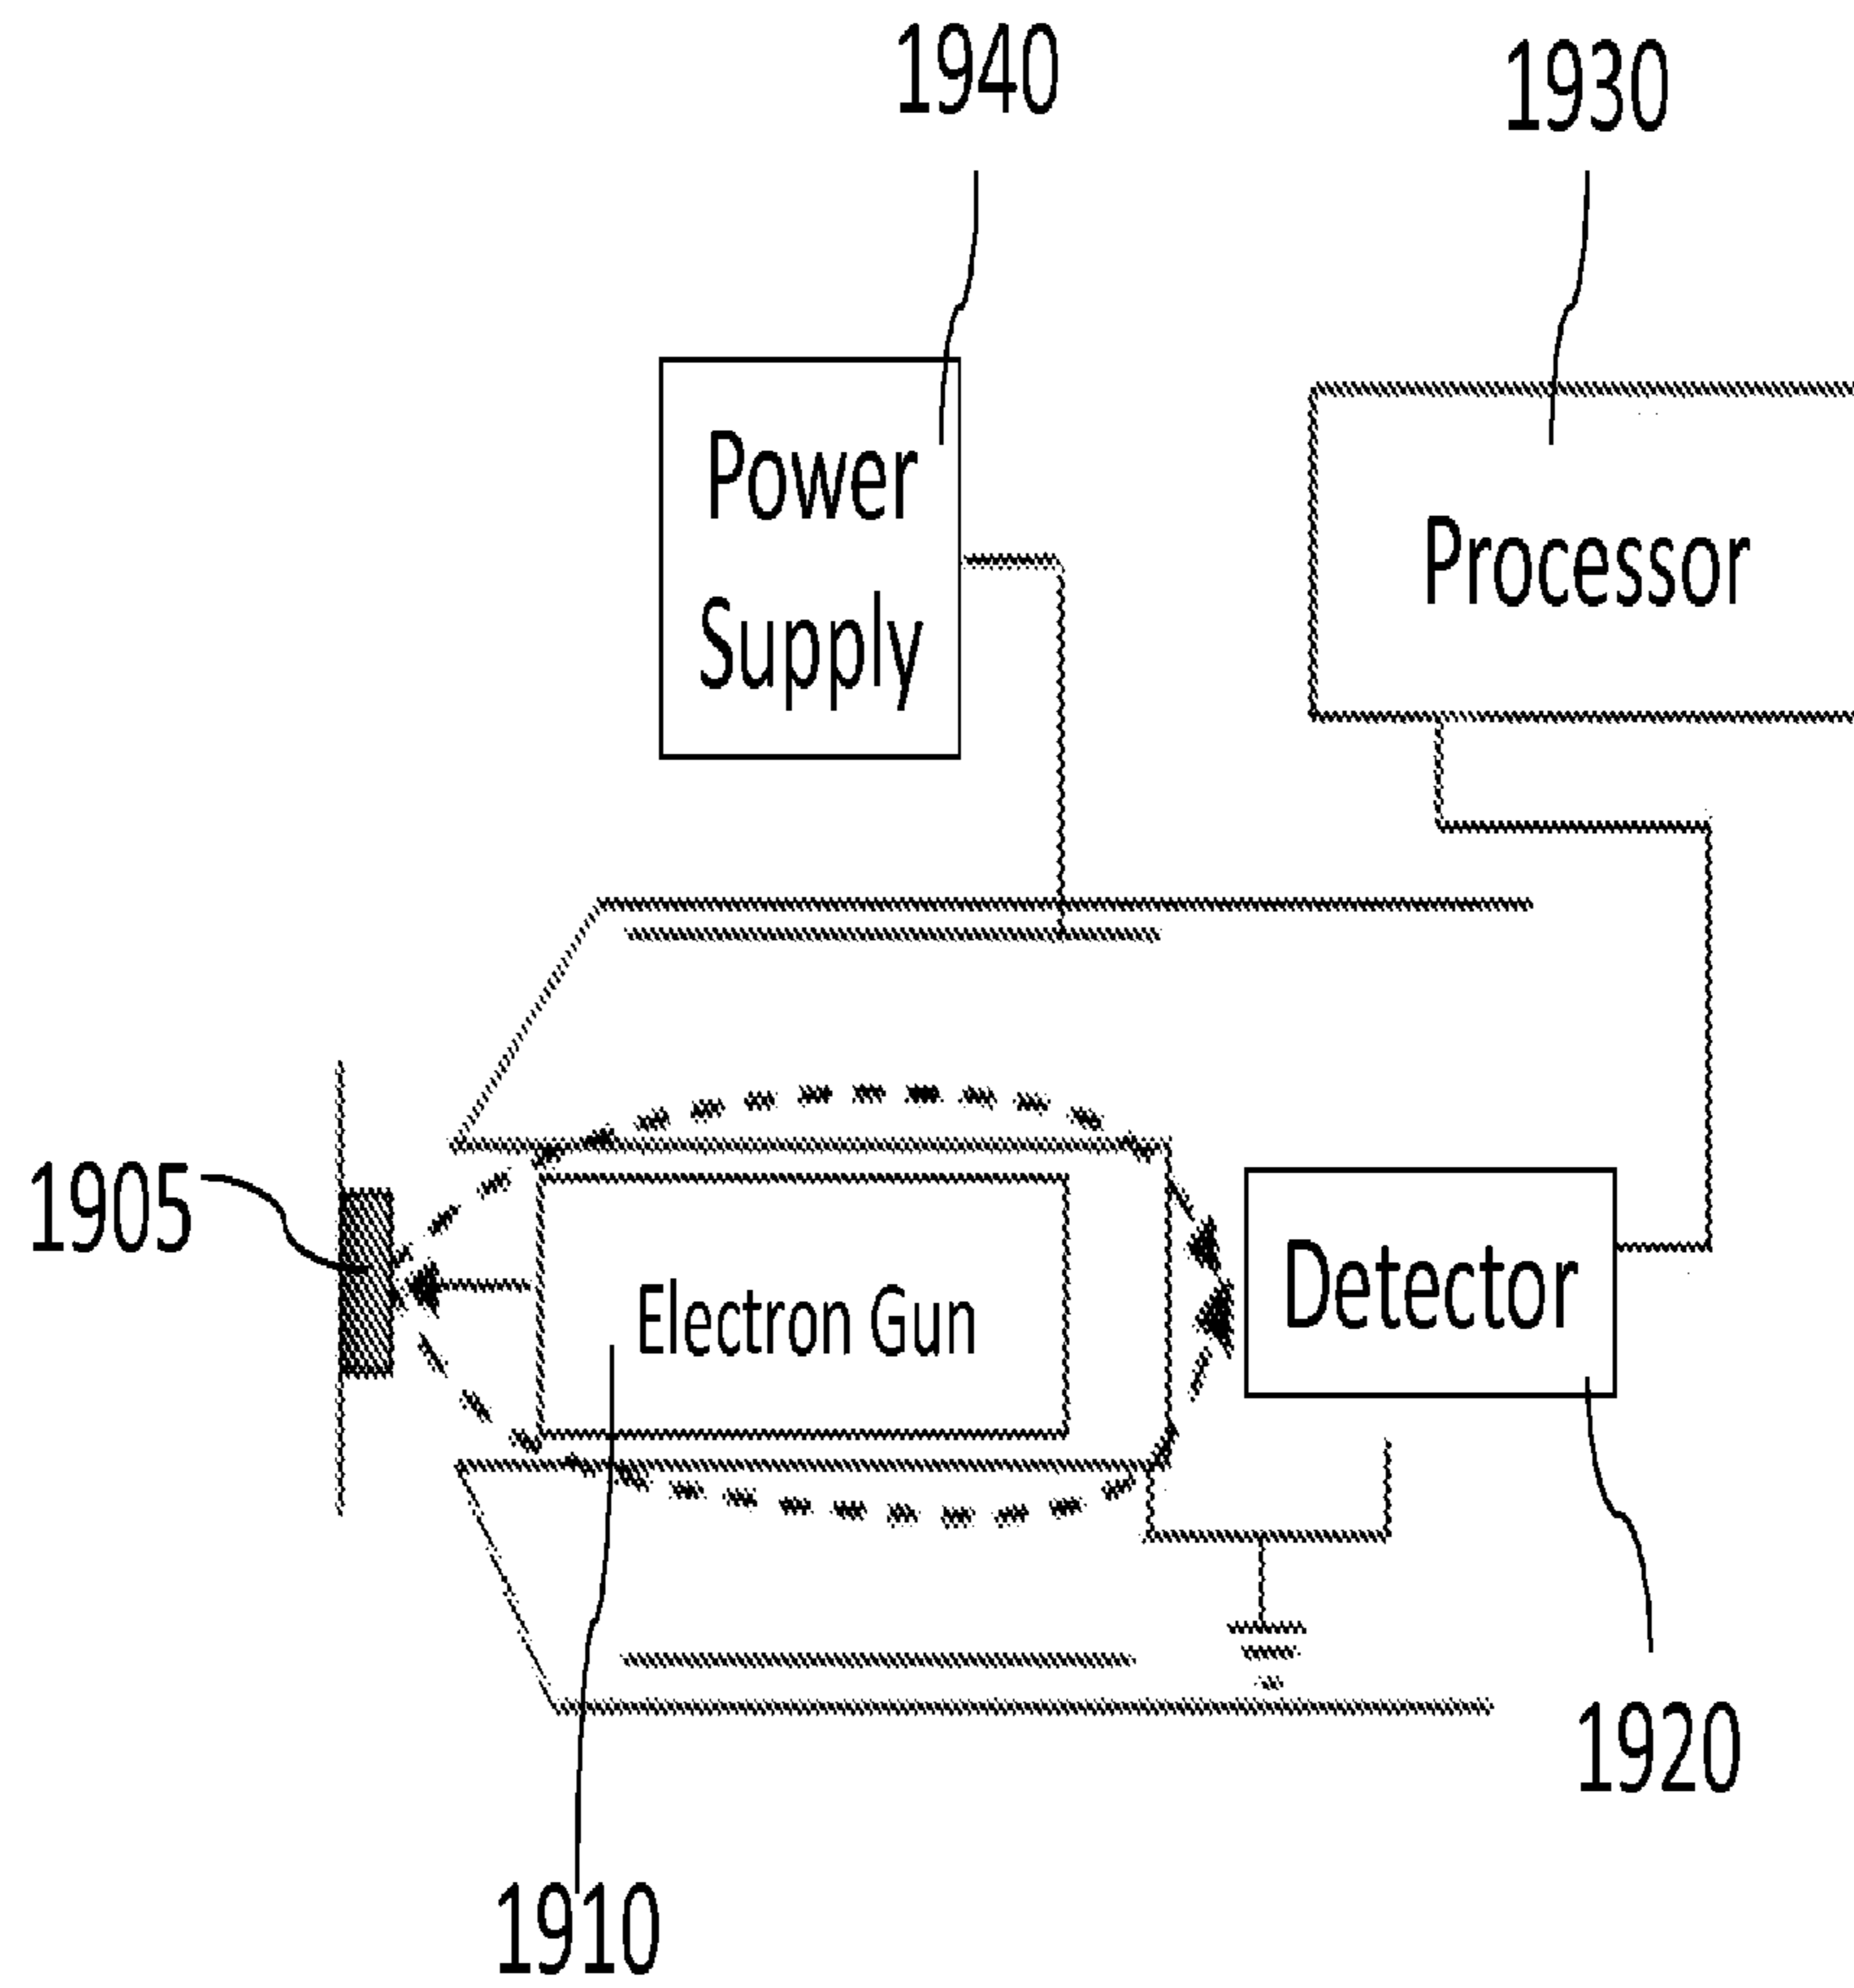 1940
1930
Power
Supply
Processor
1905
Electron Gun
Detector
1920
1910